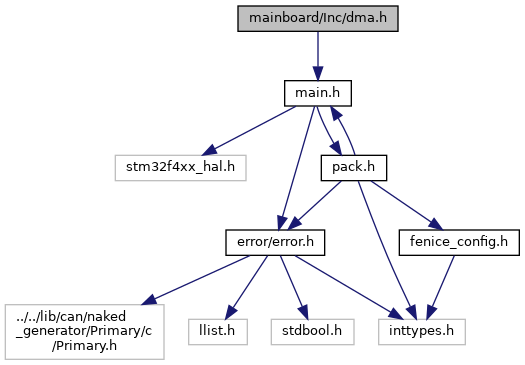 mainboard/Inc/dma.h
main.h
stm32f4xx_hal.h
pack.h
error/error.h
fenice_config.h
../../lib/can/naked
_generator/Primary/c
/Primary.h
llist.h
stdbool.h
inttypes.h